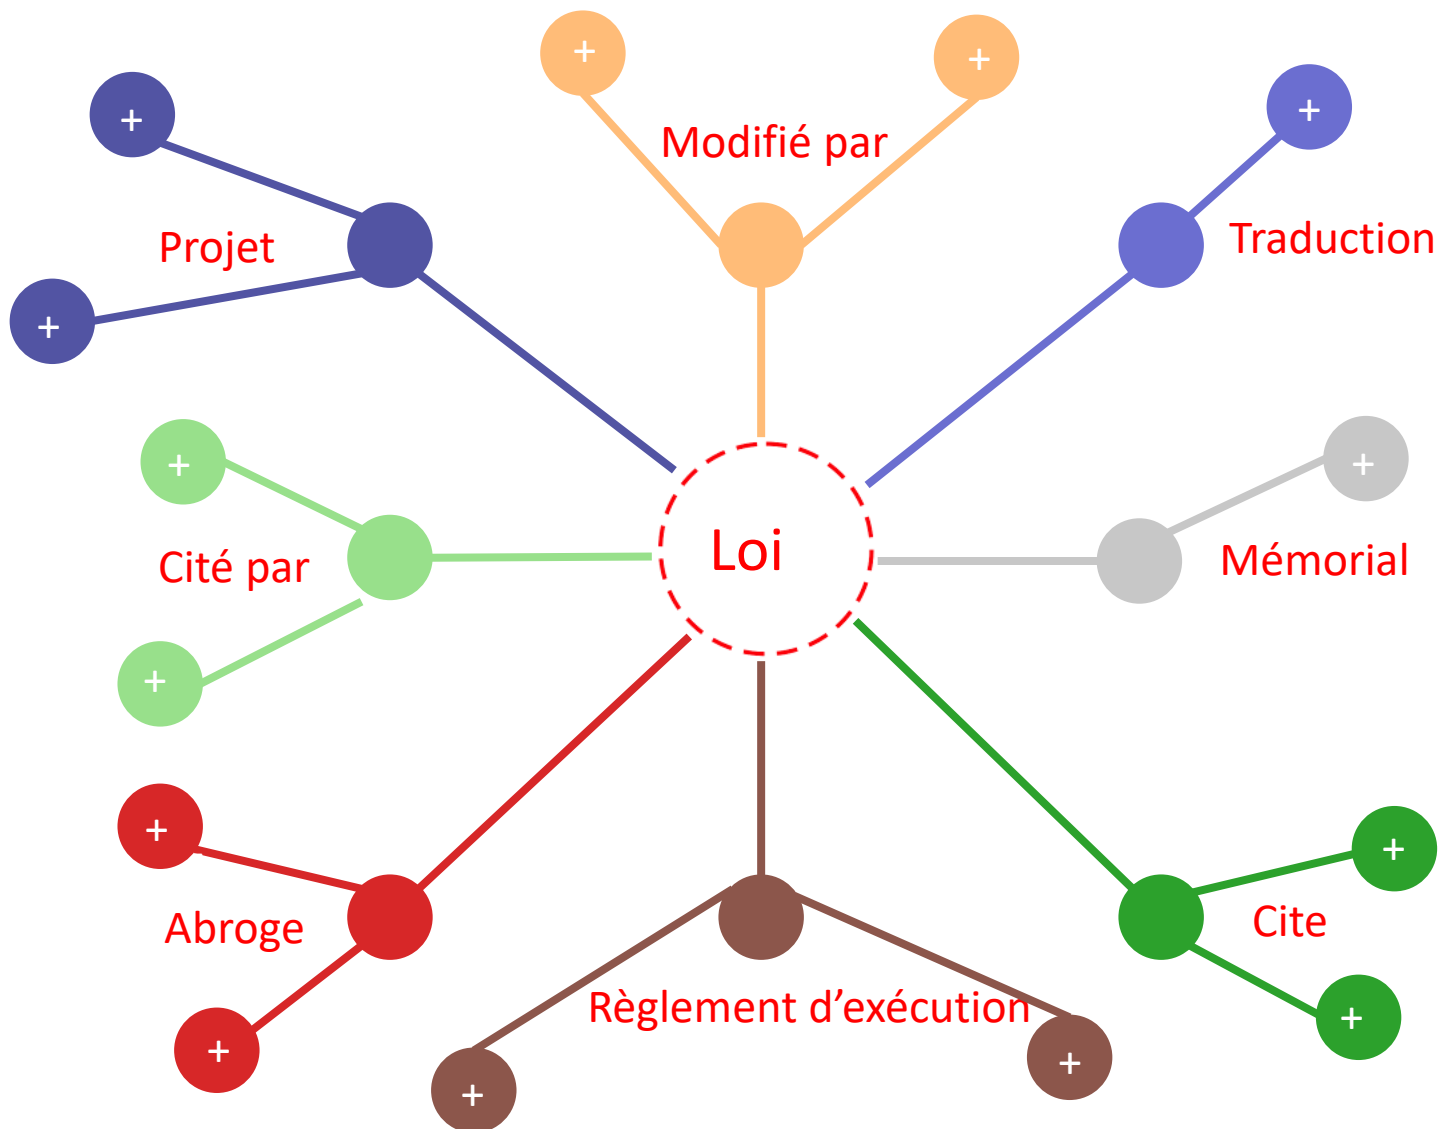 +
+
+
+
Modifié par
Projet
Traduction
+
+
+
Loi
Cité par
Mémorial
+
+
+
Abroge
Cite
Règlement d’exécution
+
+
+
+